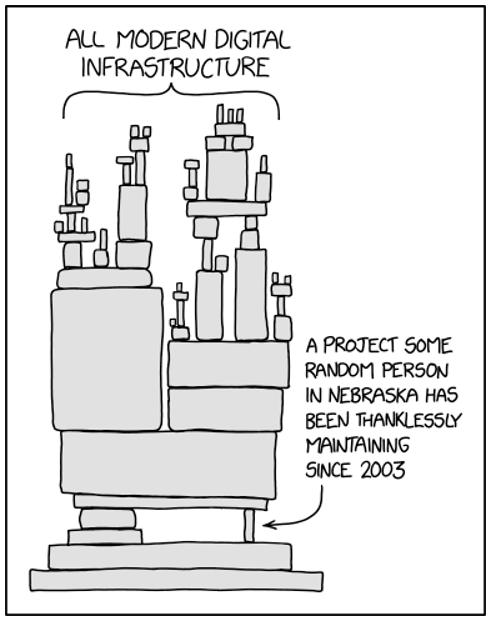 ALL MODERN DIGITAL
INFRASTRUCTURE
A PROJECT SOME
RANDOM PERSON
IN NEBRASKA HAS
BEEN THANKLESSLY
MAINTAINING
SINCE 2003